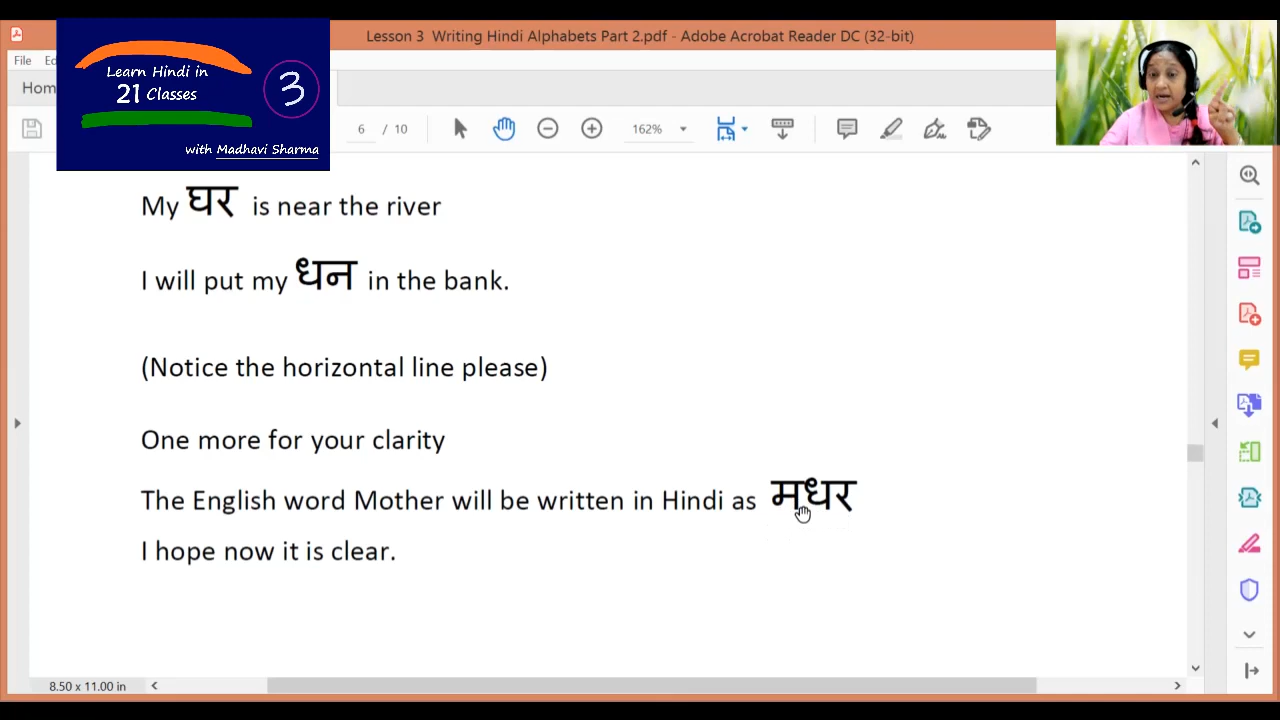 Lesson 3 Writing Hindi Alphabets Part 2.pdf - Adobe Acrobat Reader DC (32-bit)
File Ed
Hom
Learn Hindi in
21 Classes
3
with Madhavi Sharma
6 / 10
162%
My घर is near the river
I will put my धन in the bank.
(Notice the horizontal line please)
One more for your clarity
The English word Mother will be written in Hindi as मधर
I hope now it is clear.
8.50 x 11.00 in